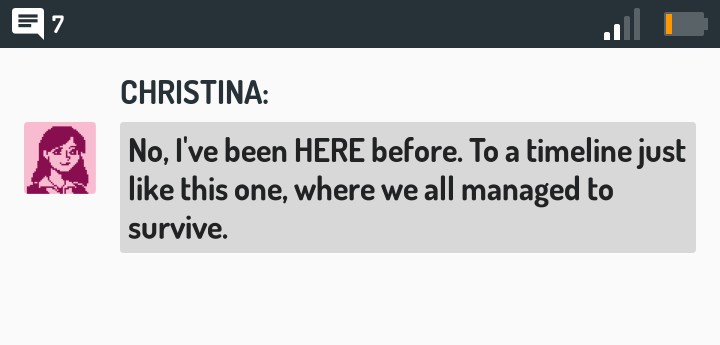 7
CHRISTINA:
No, I've been HERE before. To a timeline just
like this one, where we all managed to
survive.